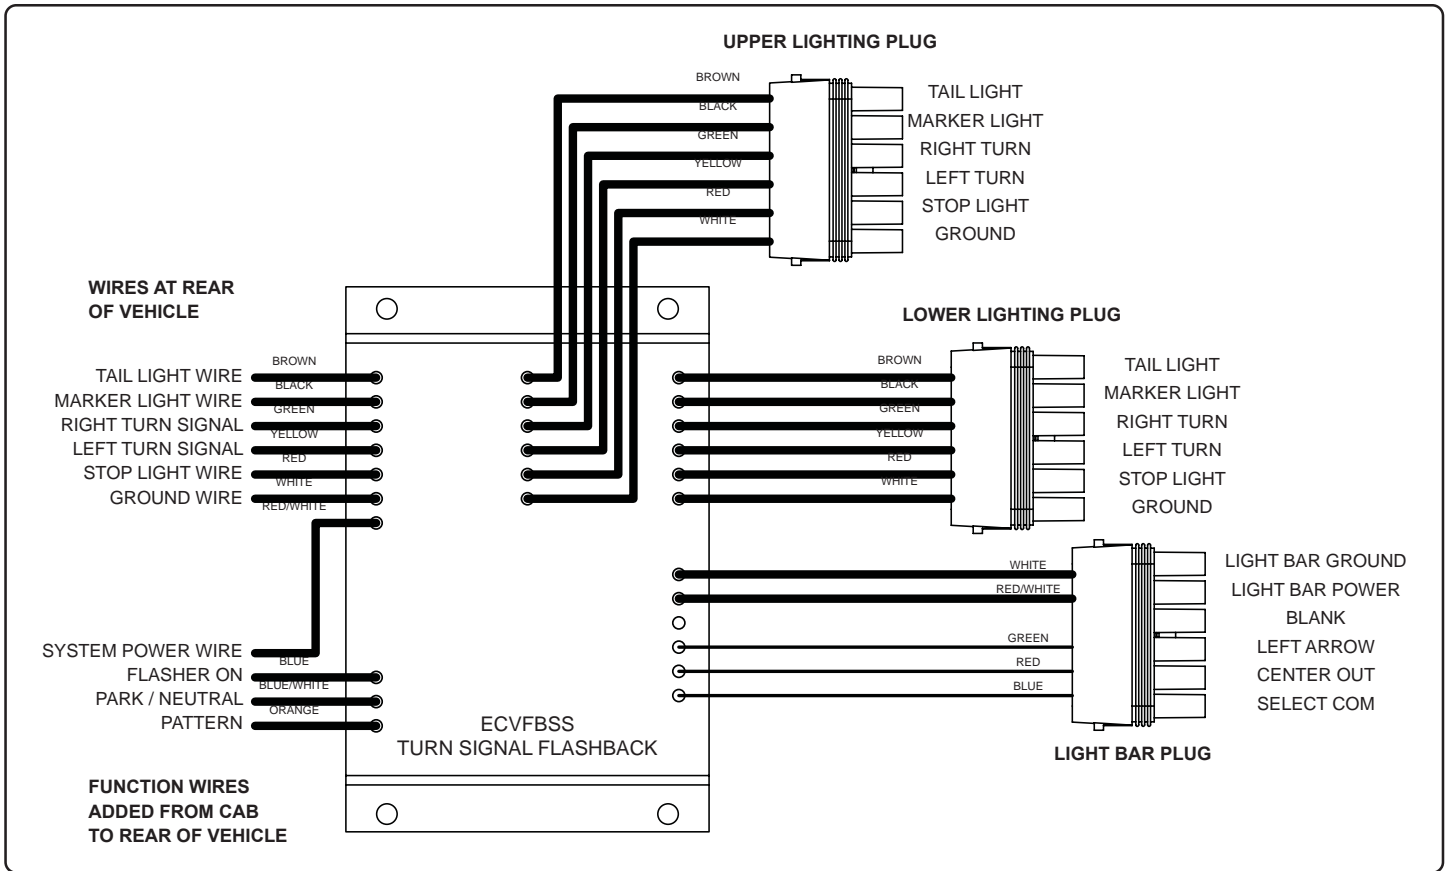 UPPER LIGHTING PLUG
BROWN
BLACK
GREEN
YELLOW
RED
WHITE
TAIL LIGHT
MARKER LIGHT
RIGHT TURN
LEFT TURN
STOP LIGHT
GROUND
WIRES AT REAR
OF VEHICLE
BROWN
TAIL LIGHT WIRE
BLACK
MARKER LIGHT WIRE
GREEN
RIGHT TURN SIGNAL
YELLOW
LEFT TURN SIGNAL
RED
STOP LIGHT WIRE
WHITE
GROUND WIRE
RED/WHITE
SYSTEM POWER WIRE
BLUE
FLASHER ON
BLUE/WHITE
PARK / NEUTRAL
ORANGE
PATTERN
FUNCTION WIRES
ADDED FROM CAB
TO REAR OF VEHICLE
ECVFBSS
TURN SIGNAL FLASHBACK
LOWER LIGHTING PLUG
BROWN
BLACK
GREEN
YELLOW
RED
WHITE
TAIL LIGHT
MARKER LIGHT
RIGHT TURN
LEFT TURN
STOP LIGHT
GROUND
WHITE
RED/WHITE
GREEN
RED
BLUE
LIGHT BAR GROUND
LIGHT BAR POWER
BLANK
LEFT ARROW
CENTER OUT
SELECT COM
LIGHT BAR PLUG